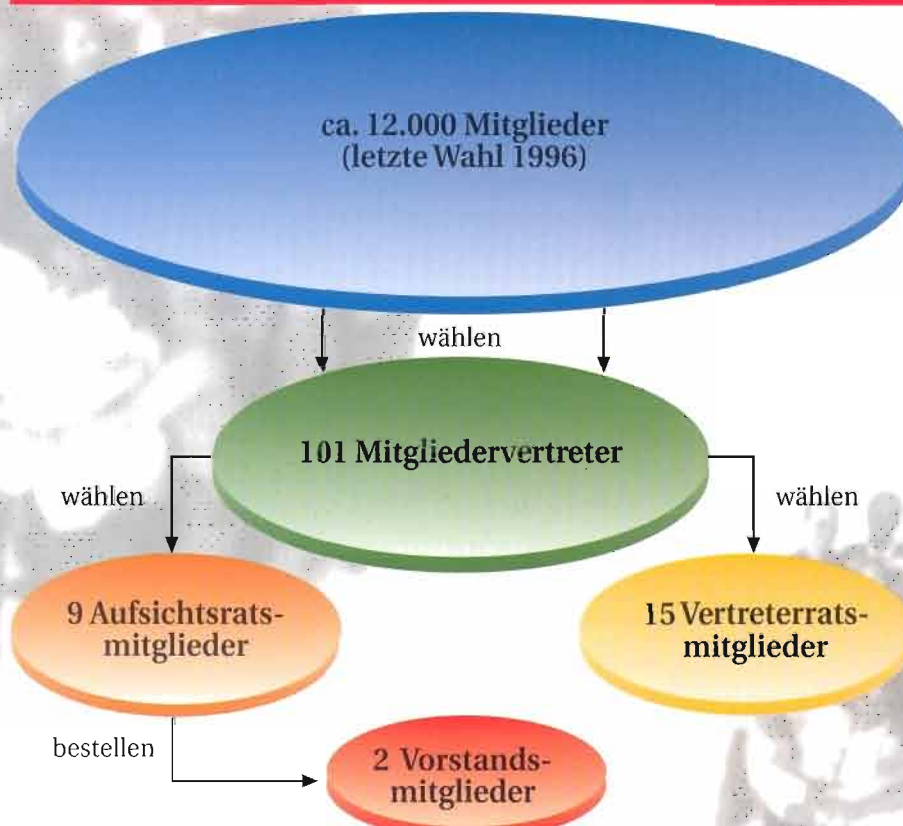 ca. 12.000 Mitglieder
(letzte Wahl 1996)
wählen
101 Mitgliedervertreter
wählen
wählen
9 Aufsichtsrats-
mitglieder
15 Vertreterrats-
mitglieder
bestellen
2 Vorstands-
mitglieder